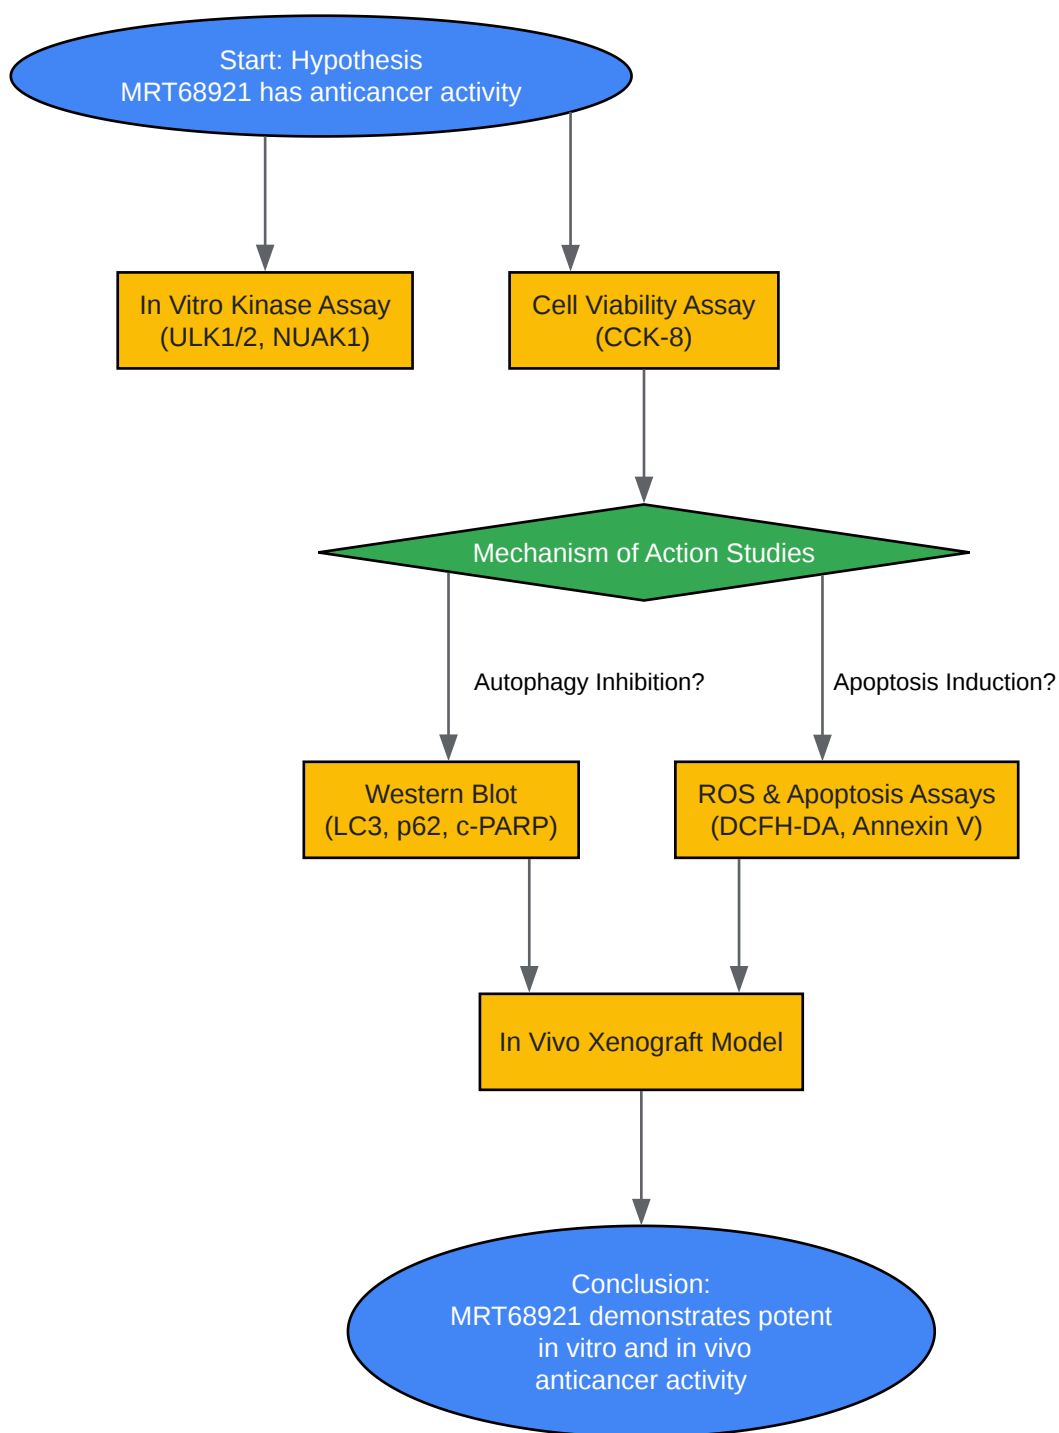 Start: Hypothesis
MRT68921 has anticancer activity
In Vitro Kinase Assay
(ULK1/2, NUAK1)
Cell Viability Assay
(CCK-8)
Mechanism of Action Studies
Autophagy Inhibition?
Apoptosis Induction?
Western Blot
(LC3, p62, c-PARP)
ROS & Apoptosis Assays
(DCFH-DA, Annexin V)
In Vivo Xenograft Model
Conclusion:
MRT68921 demonstrates potent
in vitro and in vivo
anticancer activity